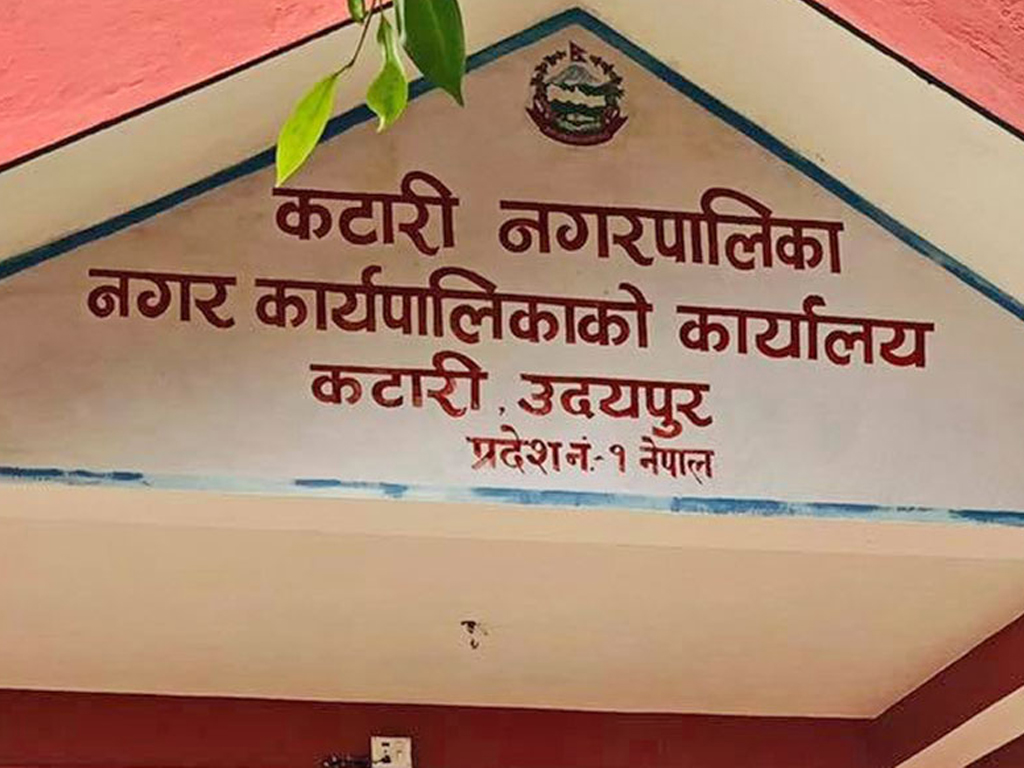 कटारी नगरपालिका
नगर कार्यपालिकाको कार्यालय
कटारी, उदयपुर
प्रदेश नं.-१ नेपाल